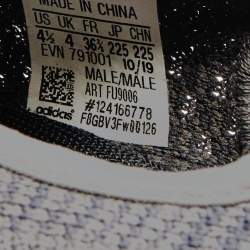 MADE IN CHINA
US UK FR JP CHN
4½ 4 36⅔ 225 225
EVN 791001 10/19
MALE/MÂLE
ART FU9006
#124166778
adidas F8GBV3FW00126